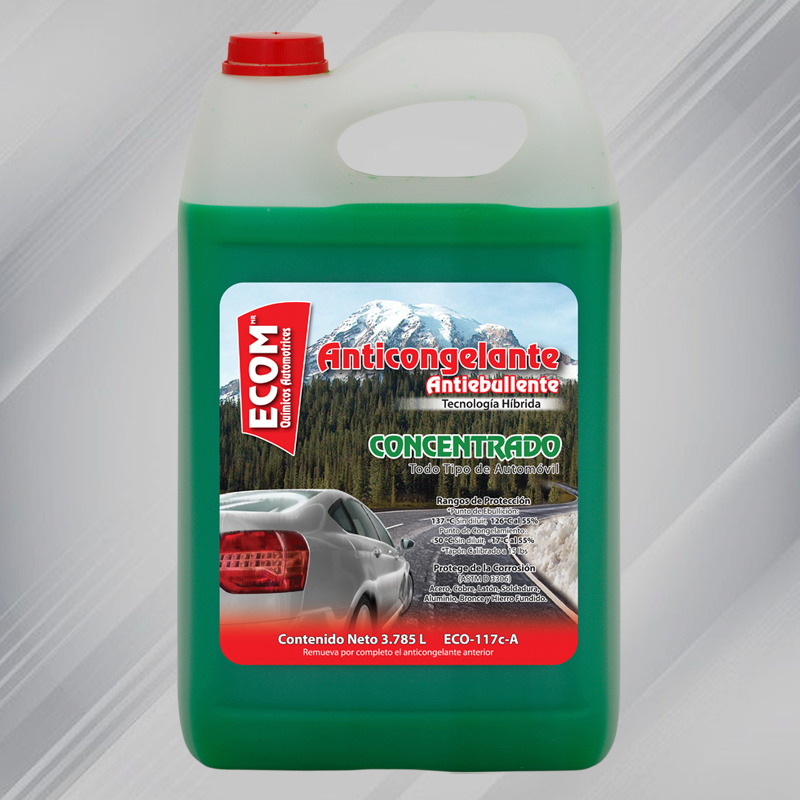 ECOM MR
Químicos Automotrices
Anticongelante
Antiebullente
Tecnología Híbrida
CONCENTRADO
Todo Tipo de Automóvil
Rangos de Protección
*Punto de Ebullición:
137 °C Sin diluir, 126°C al 55%
Punto de Congelamiento:
-50°C Sin diluir, -37°C al 55%
*Tapón Calibrado a 15 lbs
Protege de la Corrosión
(ASTM D 3306)
Acero, Cobre, Latón, Soldadura,
Aluminio, Bronce y Hierro Fundido.
Contenido Neto 3.785 L ECO-117c-A
Remueva por completo el anticongelante anterior